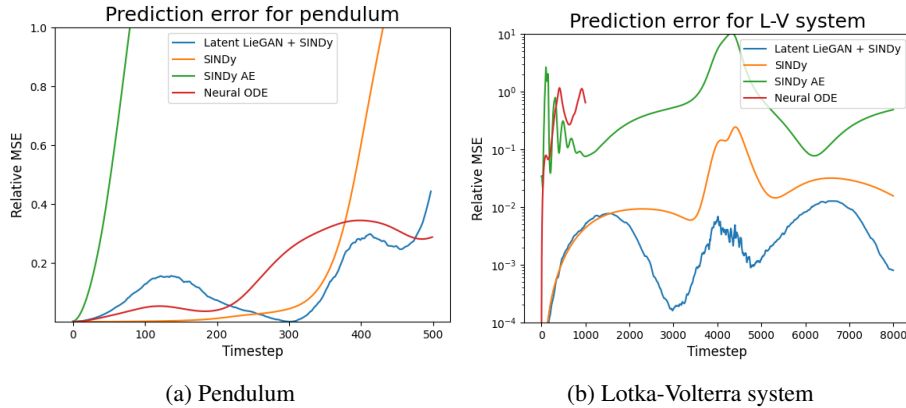 Prediction error for pendulum
1.0
0.8
0.6
0.4
0.2
Relative MSE
Latent LieGAN + SINDy
SINDy
SINDy AE
Neural ODE
0
100
200
300
400
500
Timestep
(a) Pendulum
Prediction error for L-V system
10^1
10^0
10^-1
10^-2
10^-3
10^-4
Relative MSE
Latent LieGAN + SINDy
SINDy
SINDy AE
Neural ODE
0
1000
2000
3000
4000
5000
6000
7000
8000
Timestep
(b) Lotka-Volterra system